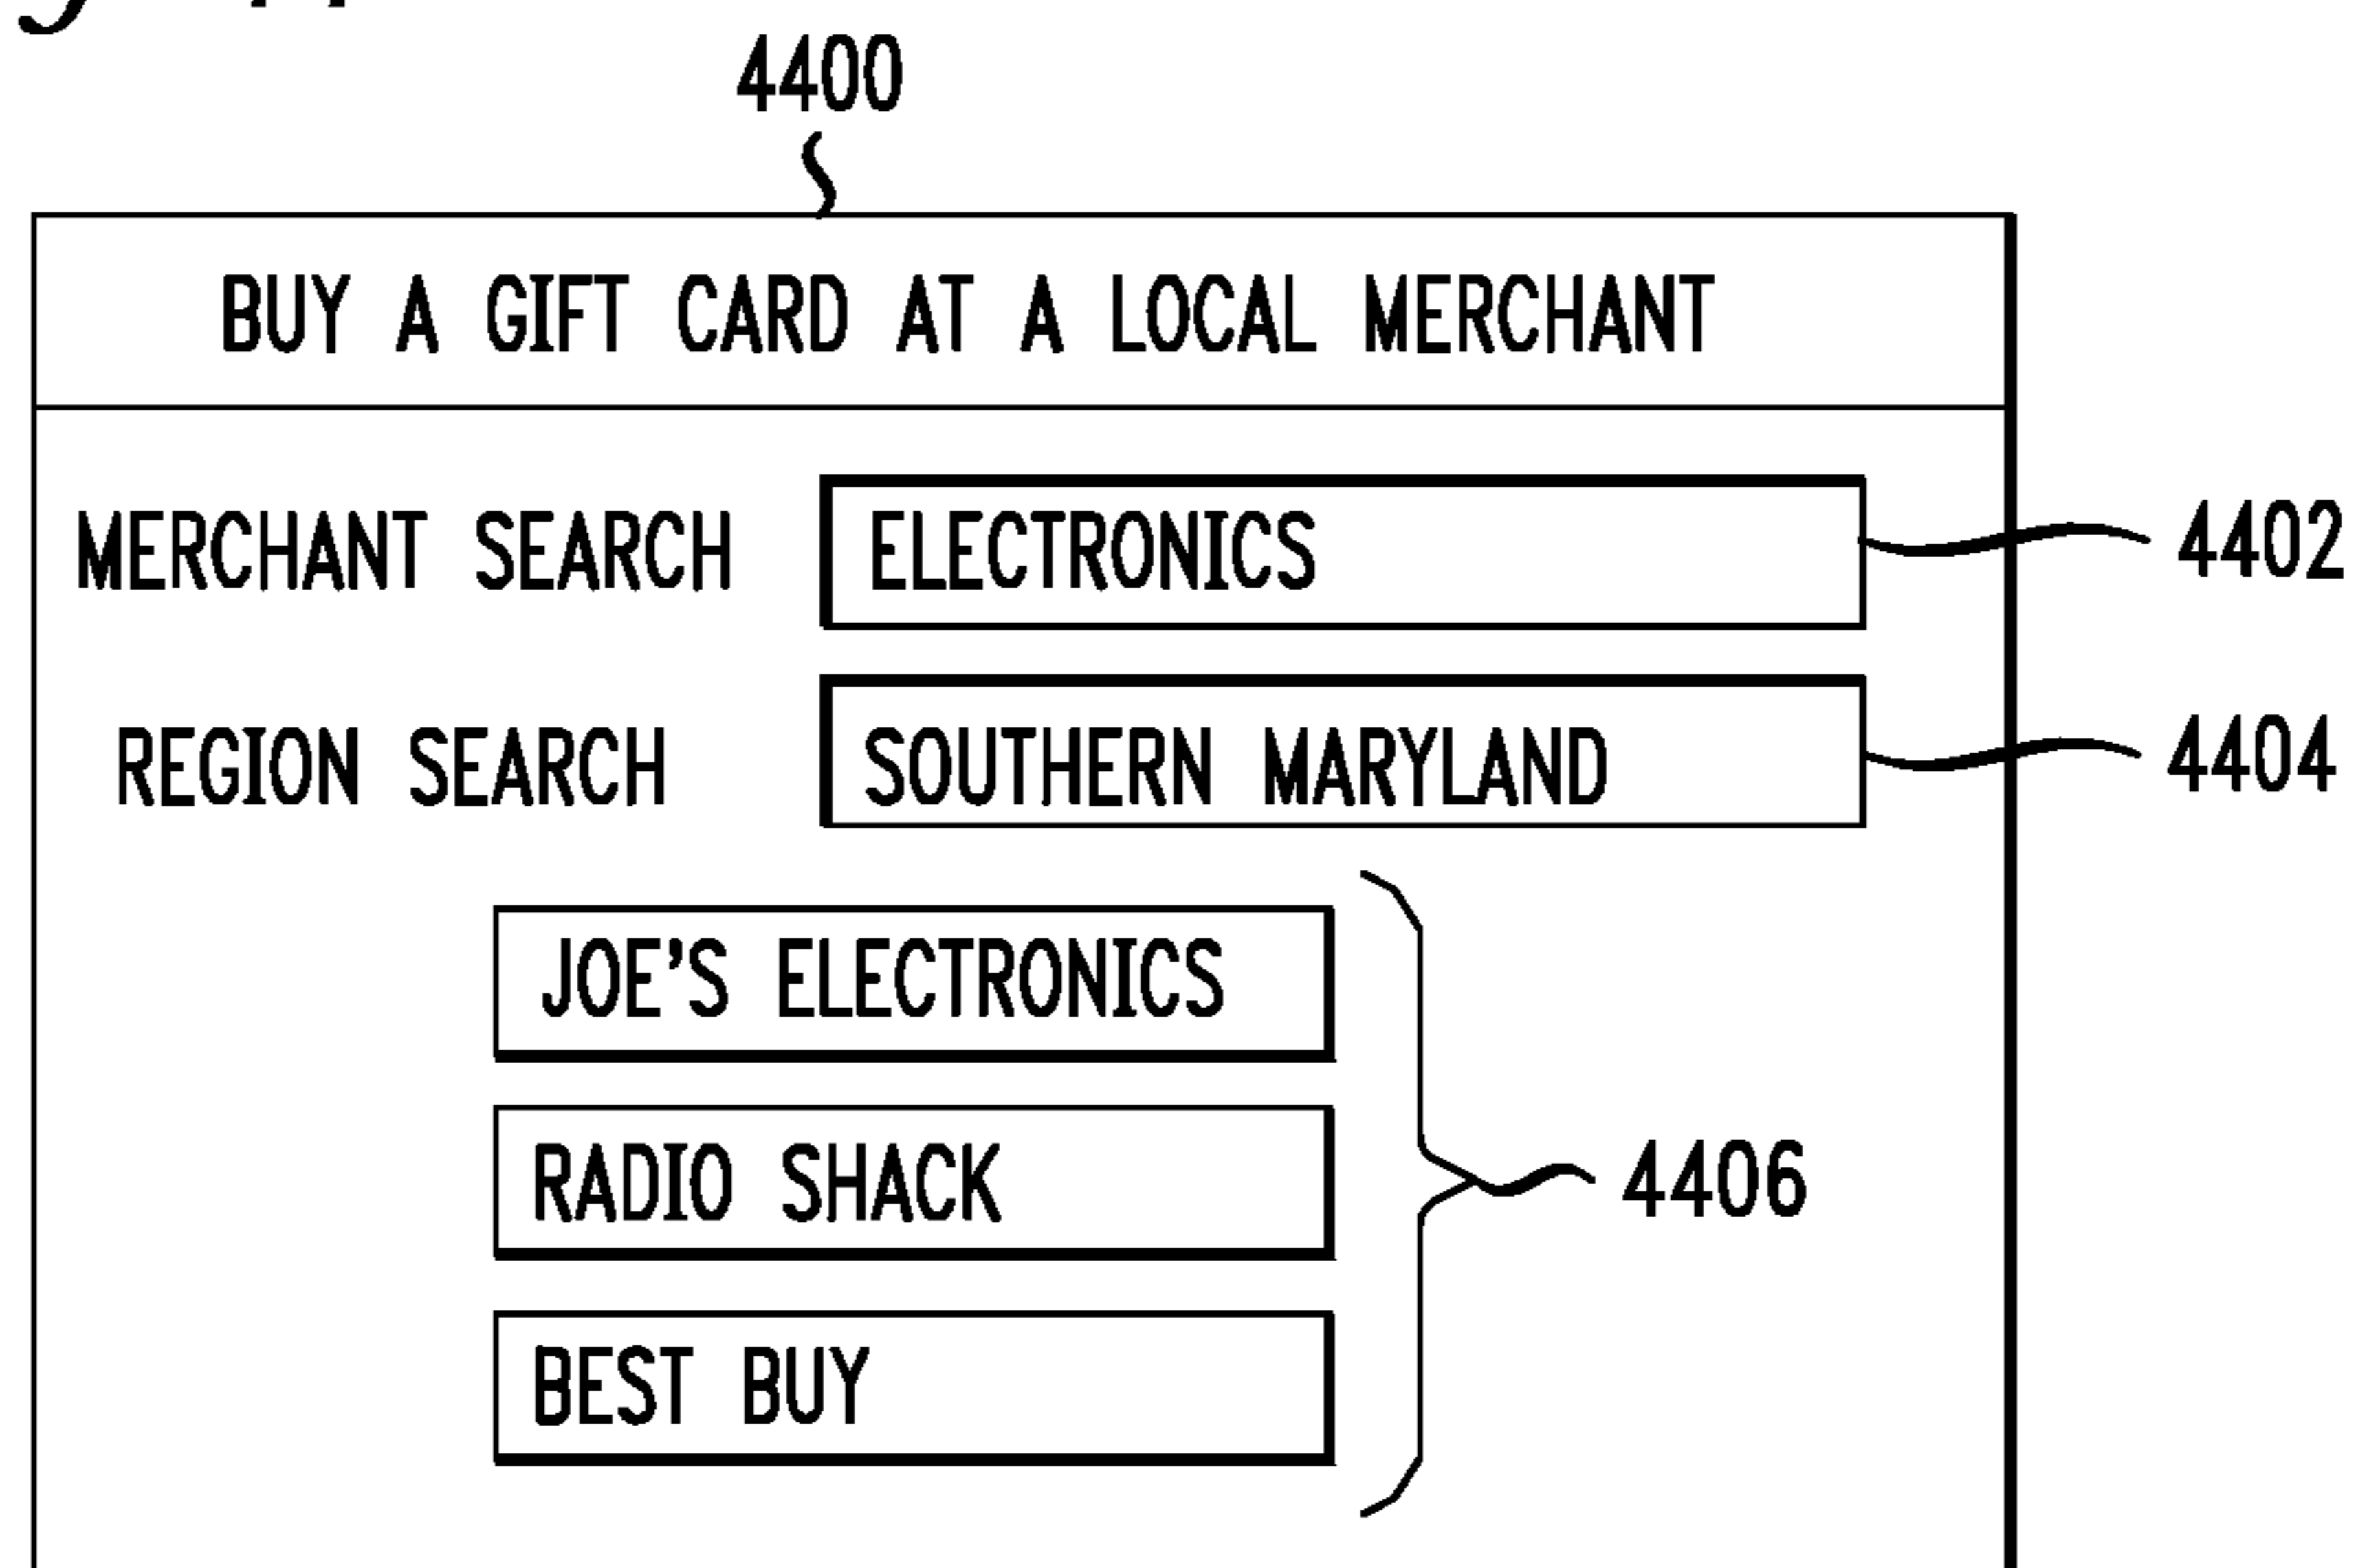 4400
BUY A GIFT CARD AT A LOCAL MERCHANT
MERCHANT SEARCH ELECTRONICS 4402
REGION SEARCH SOUTHERN MARYLAND 4404
JOE'S ELECTRONICS
RADIO SHACK 4406
BEST BUY